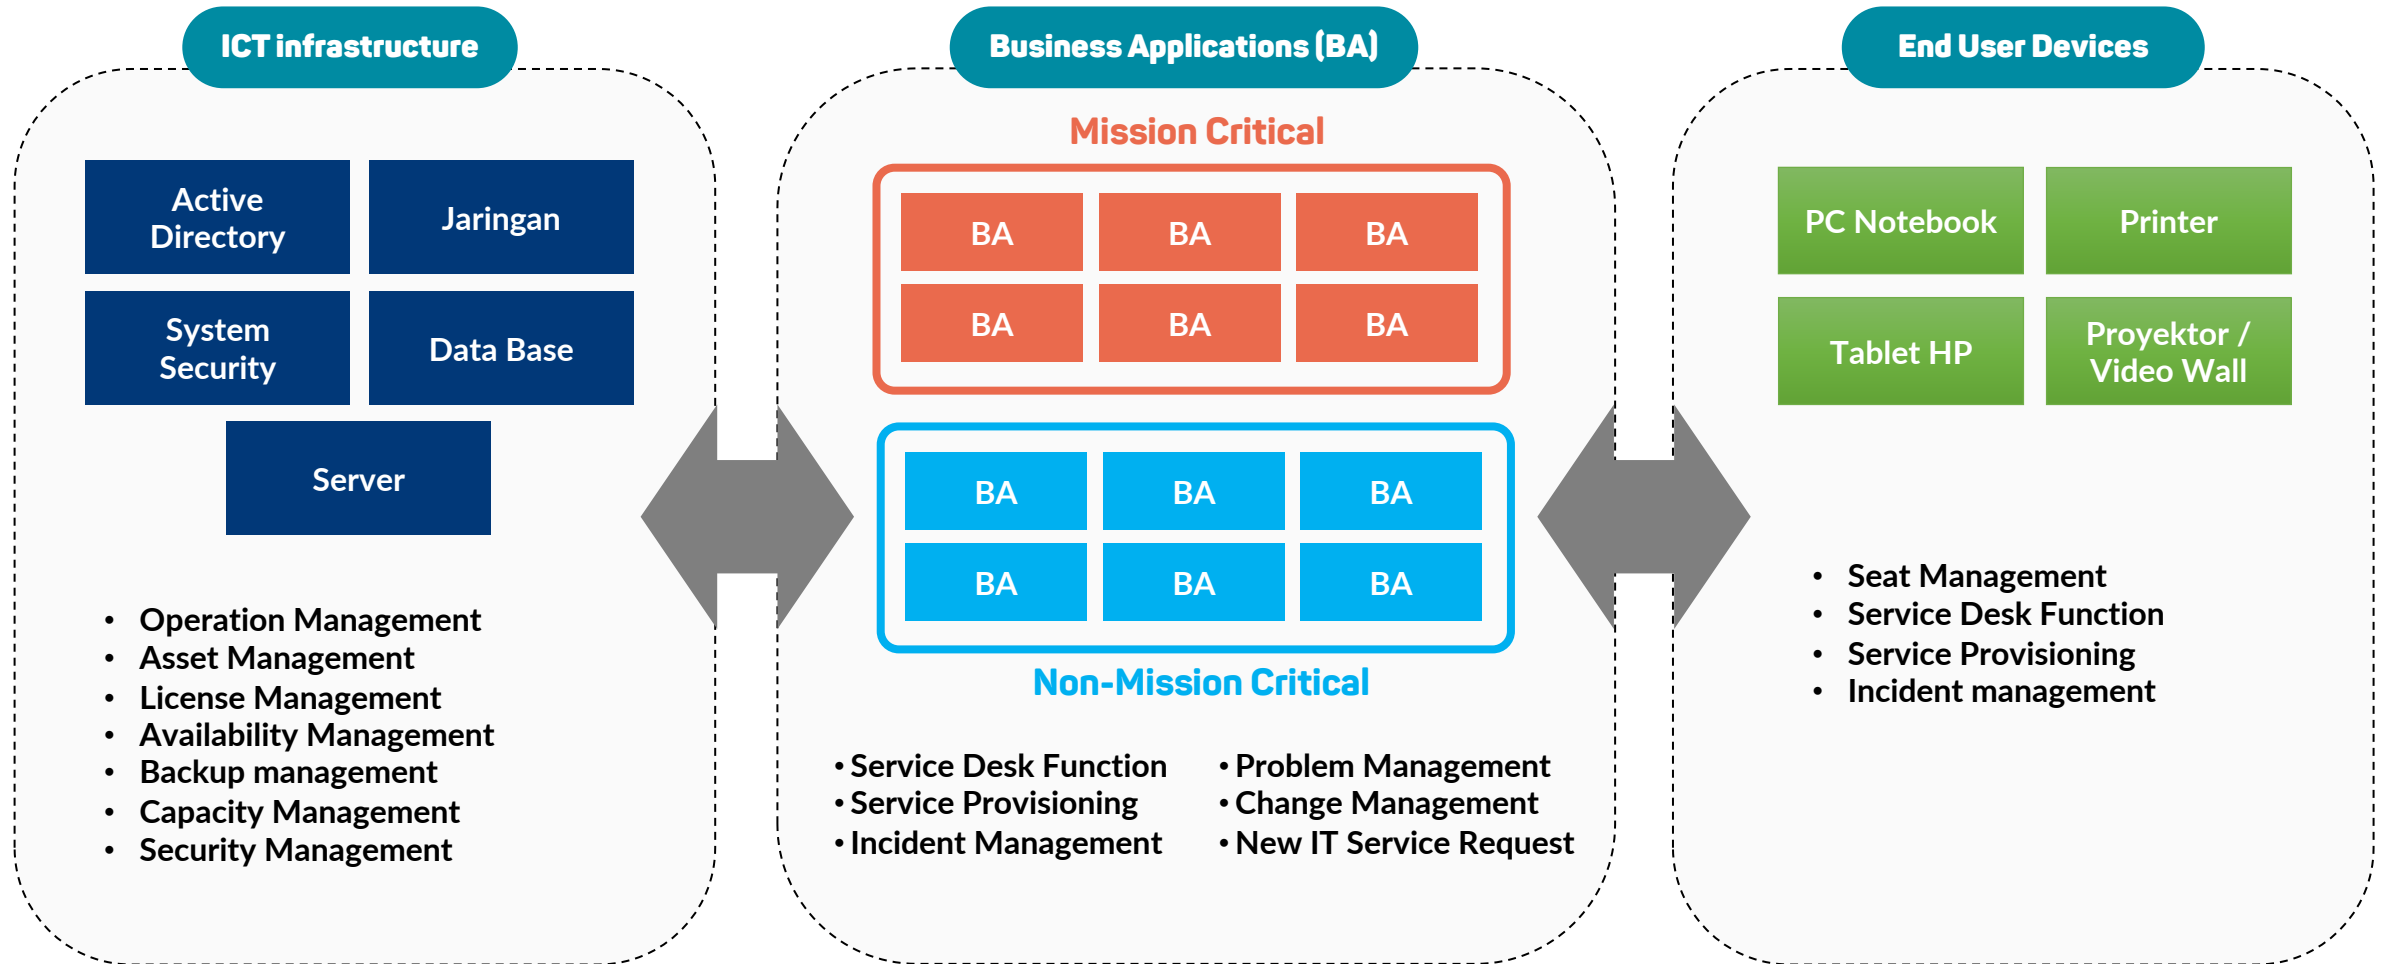 ICT infrastructure
Active
Directory
Jaringan
System
Security
Data Base
Server
• Operation Management
• Asset Management
• License Management
• Availability Management
• Backup management
• Capacity Management
• Security Management
Business Applications (BA)
Mission Critical
BA
BA
BA
BA
BA
BA
BA
BA
BA
BA
BA
BA
Non-Mission Critical
• Service Desk Function
• Service Provisioning
• Incident Management
• Problem Management
• Change Management
• New IT Service Request
End User Devices
PC Notebook
Printer
Tablet HP
Proyektor /
Video Wall
• Seat Management
• Service Desk Function
• Service Provisioning
• Incident management